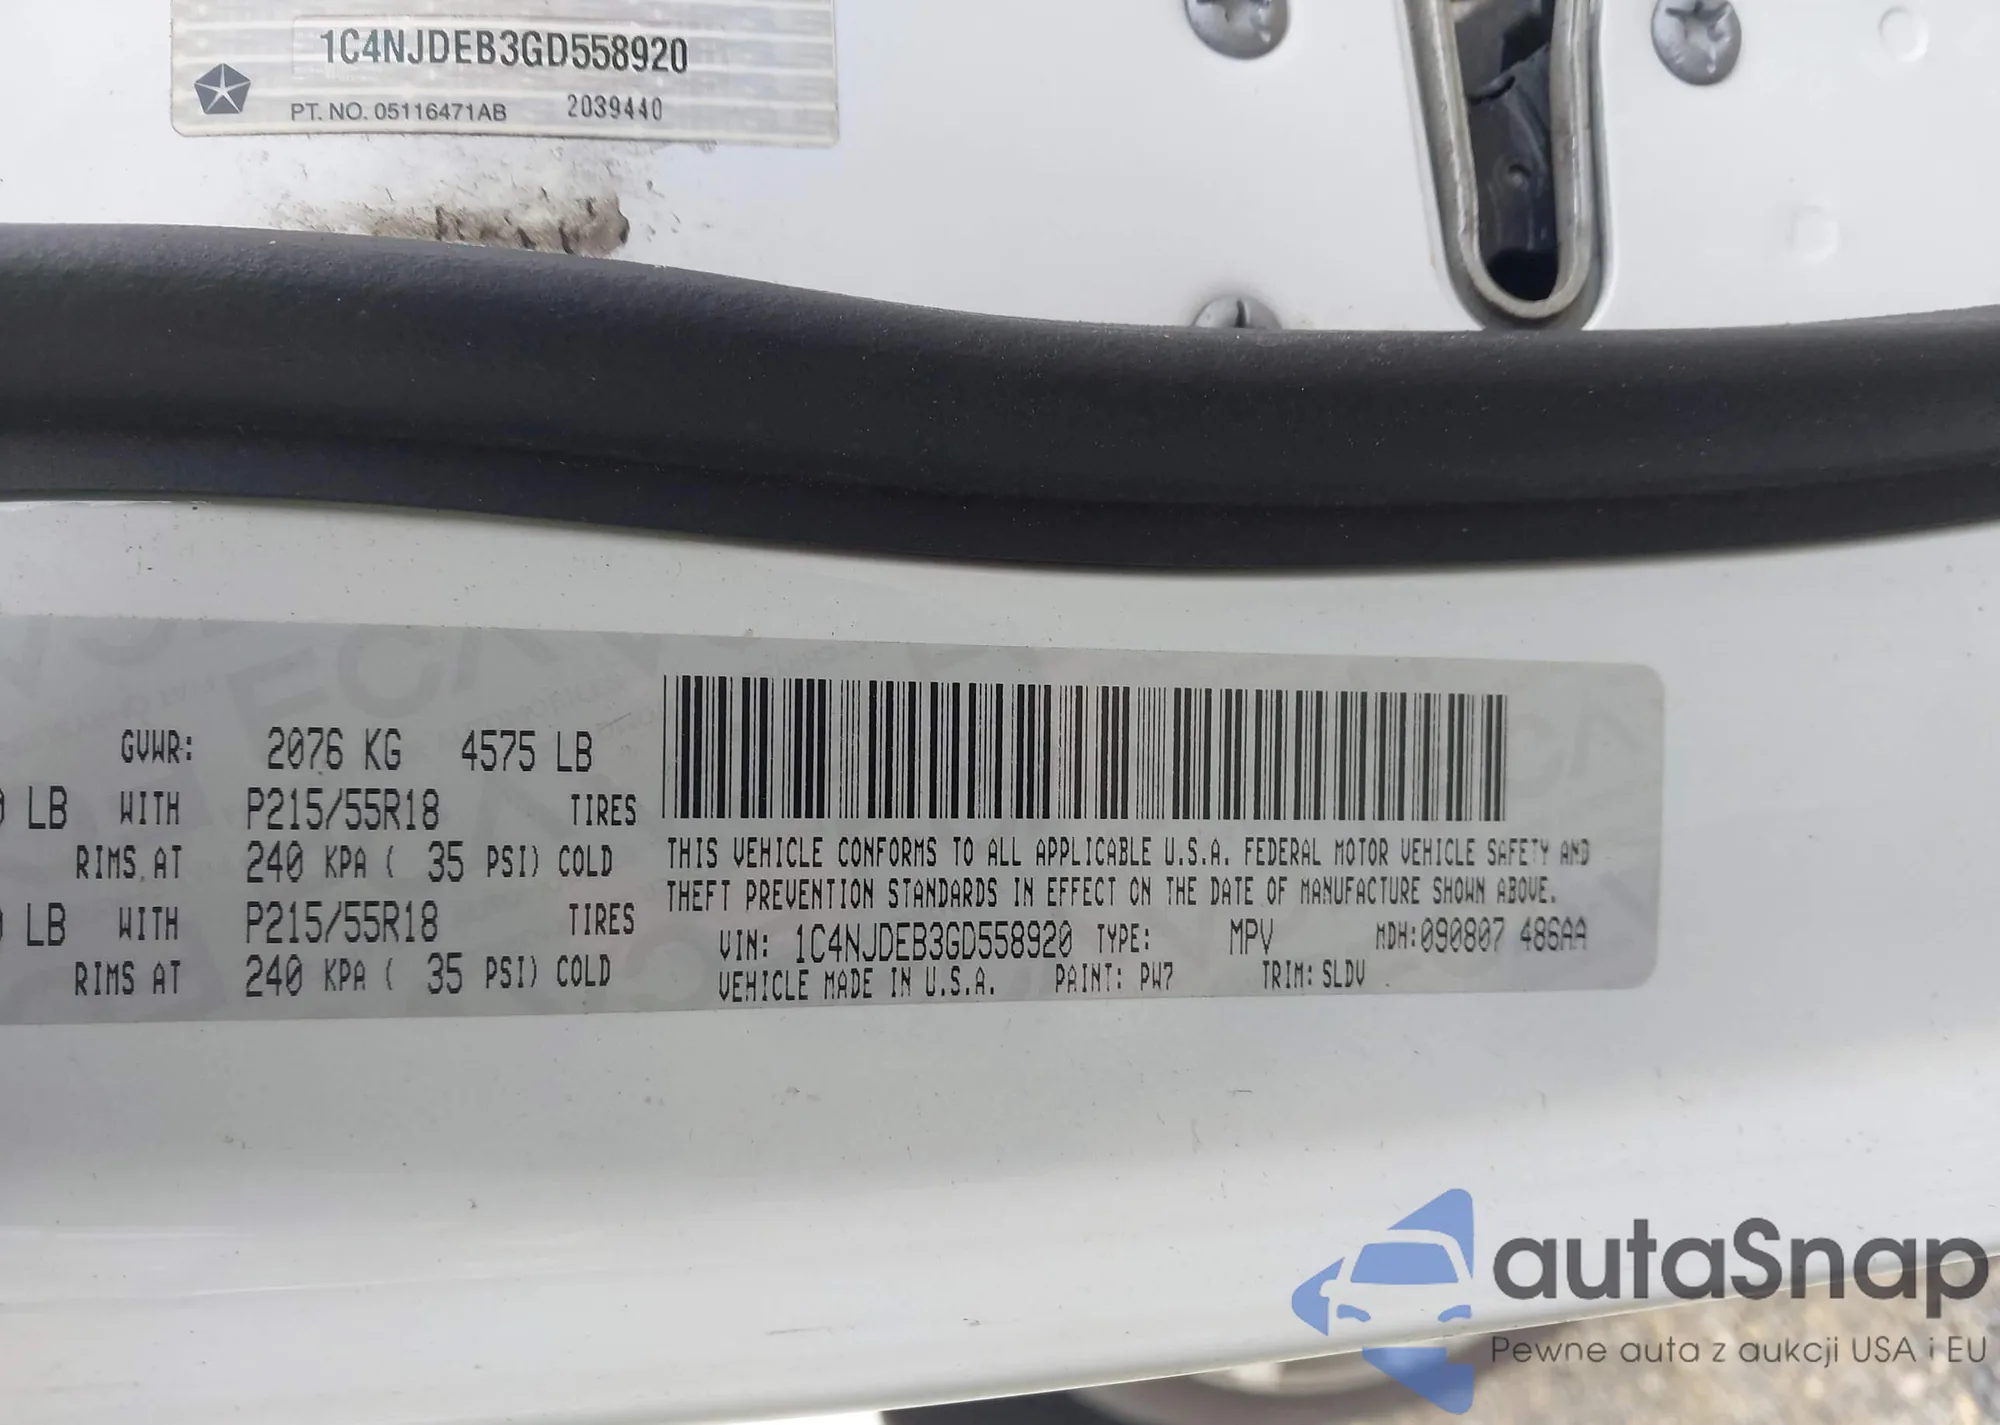 1C4NJDEB3GD558920
PT. NO. 05116471AB 2039440
GVWR: 2076 KG 4575 LB
LB WITH P215/55R18 TIRES
RIMS AT 240 KPA ( 35 PSI) COLD
LB WITH P215/55R18 TIRES
RIMS AT 240 KPA ( 35 PSI) COLD
THIS VEHICLE CONFORMS TO ALL APPLICABLE U.S.A. FEDERAL MOTOR VEHICLE SAFETY AND
THEFT PREVENTION STANDARDS IN EFFECT ON THE DATE OF MANUFACTURE SHOWN ABOVE.
VIN: 1C4NJDEB3GD558920 TYPE: MPV MDH:090807 486AA
VEHICLE MADE IN U.S.A. PAINT: PW7 TRIM: SLDV
autaSnap
Pewne auta z aukcji USA i EU